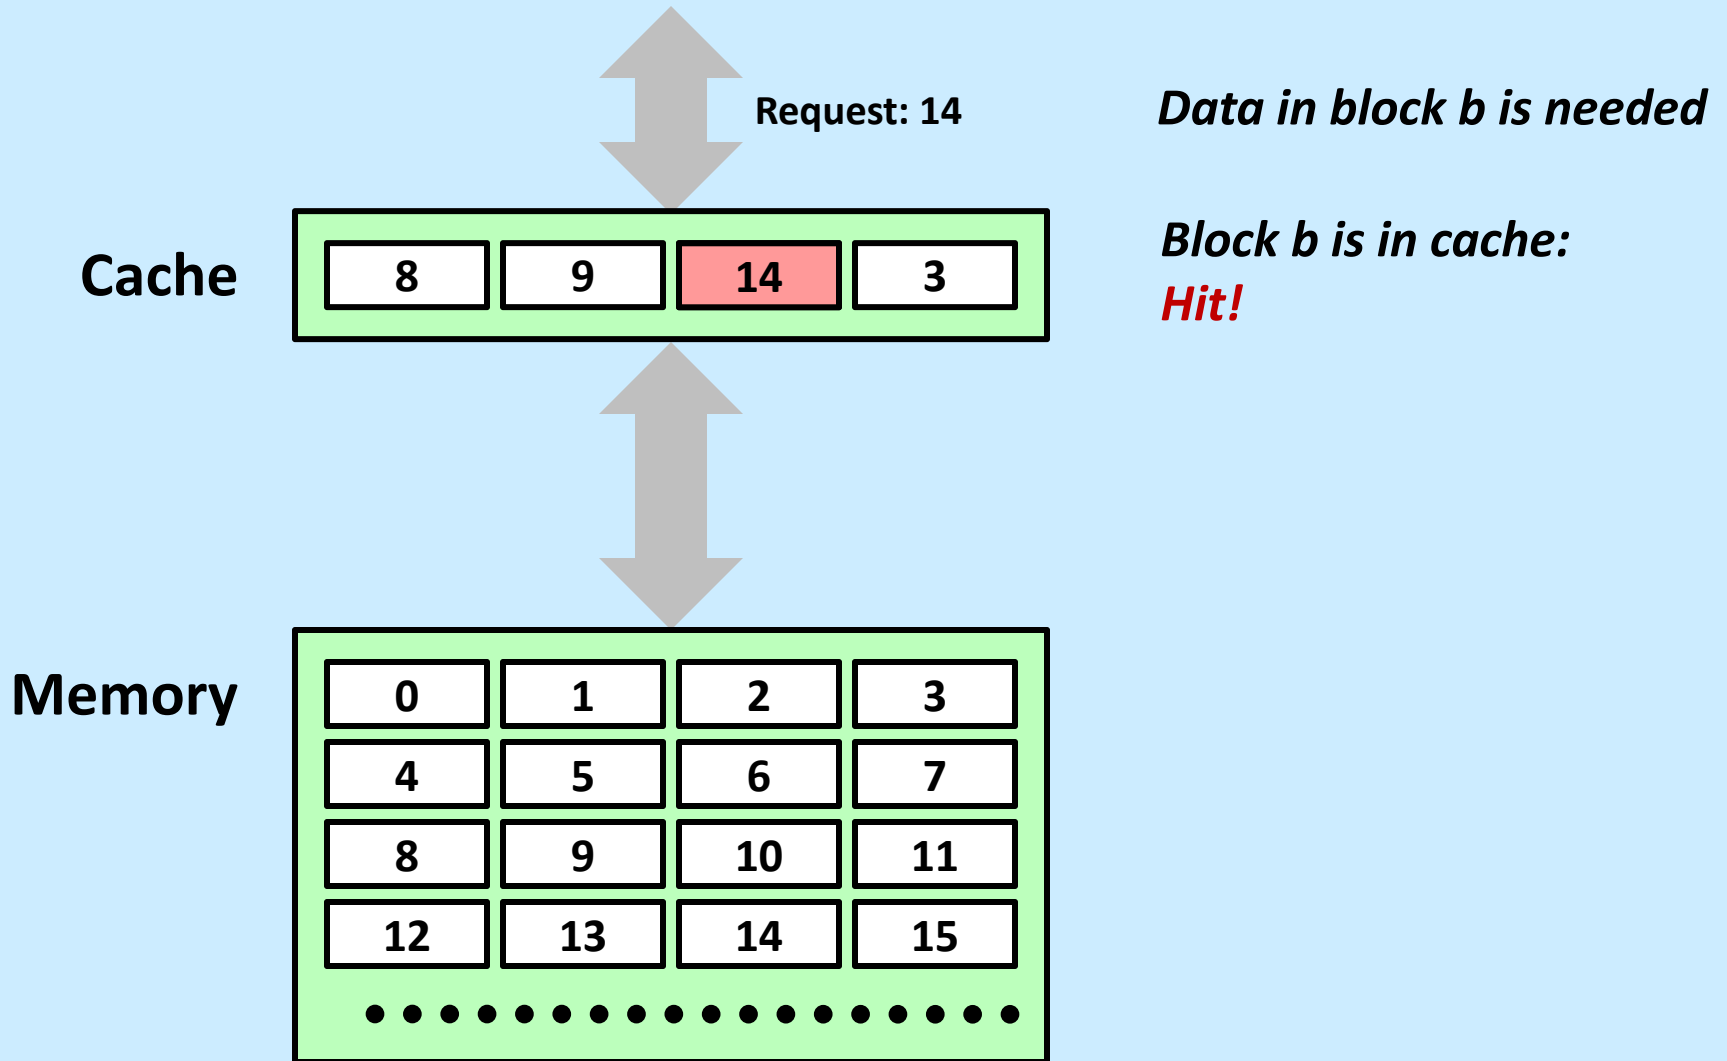 Request: 14
Data in block b is needed
Cache
8 9 14 3
Block b is in cache:
Hit!
Memory
0 1 2 3
4 5 6 7
8 9 10 11
12 13 14 15